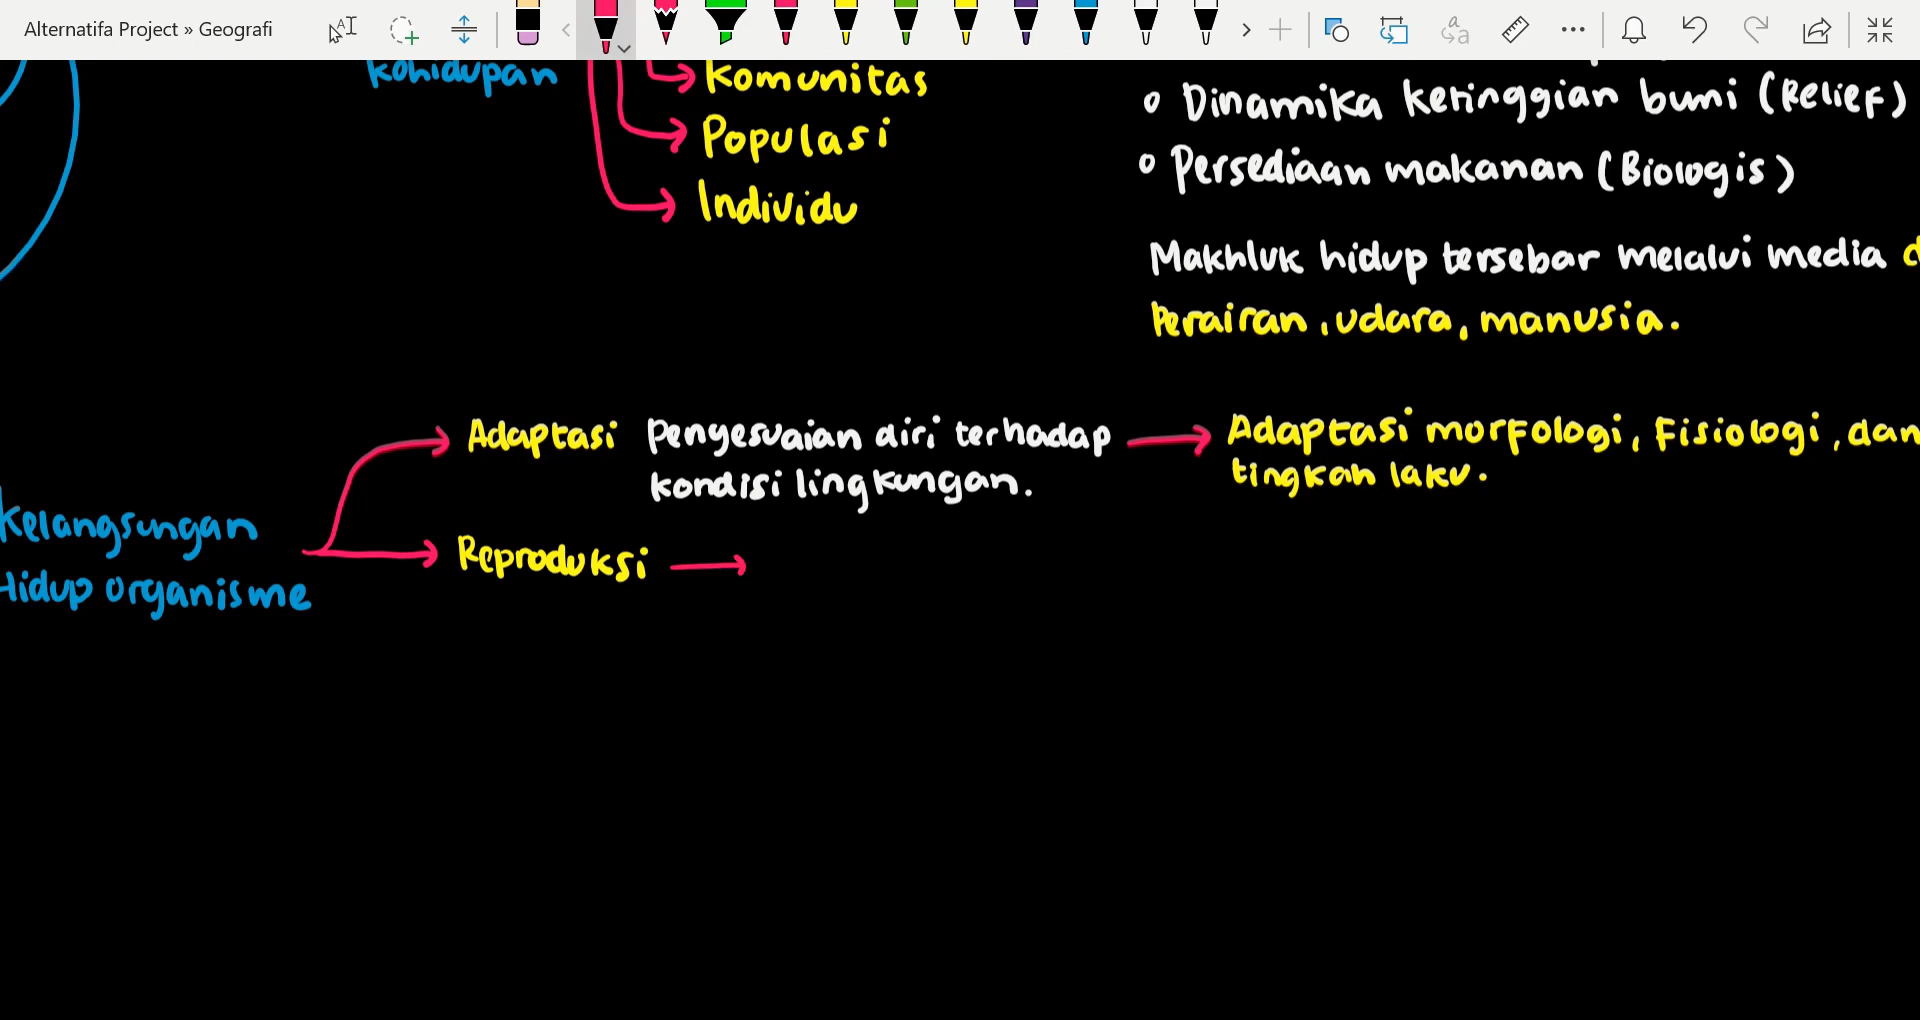 Alternatifa Project » Geografi
kehidupan
Komunitas
Populasi
Individu
Dinamika ketinggian bumi (Relief)
Persediaan makanan (Biologis)
Makhluk hidup tersebar melalui media
Perairan, udara, manusia.
Adaptasi Penyesuaian diri terhadap
kondisi lingkungan.
Adaptasi morfologi, Fisiologi, dan
tingkah laku.
Kelangsungan
Hidup organisme
Reproduksi